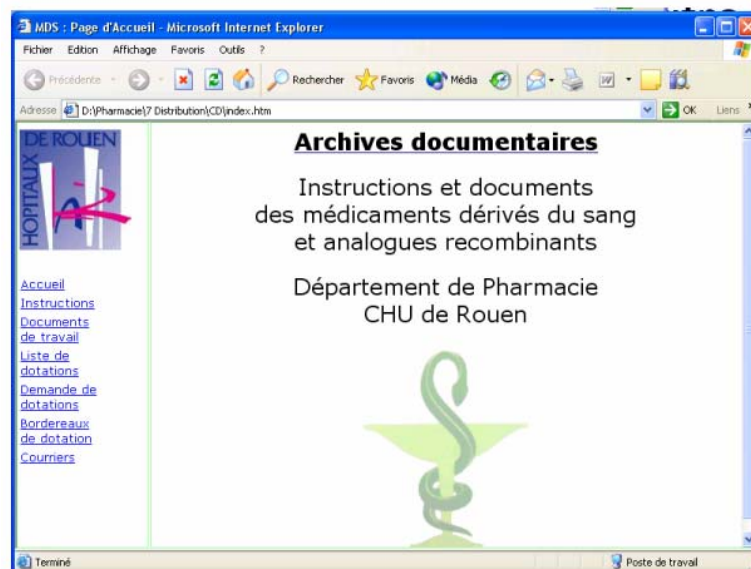 MDS : Page d'Accueil - Microsoft Internet Explorer
Fichier Edition Affichage Favoris Outils ?
Précédente Rechercher Favoris Média
Adresse D:\Pharmacie\7 Distribution\CD\index.htm OK Liens »
HOPITAUX
DE ROUEN
Accueil
Instructions
Documents
de travail
Liste de
dotations
Demande de
dotations
Bordereaux
de dotation
Courriers
Archives documentaires
Instructions et documents
des médicaments dérivés du sang
et analogues recombinants
Département de Pharmacie
CHU de Rouen
Terminé Poste de travail